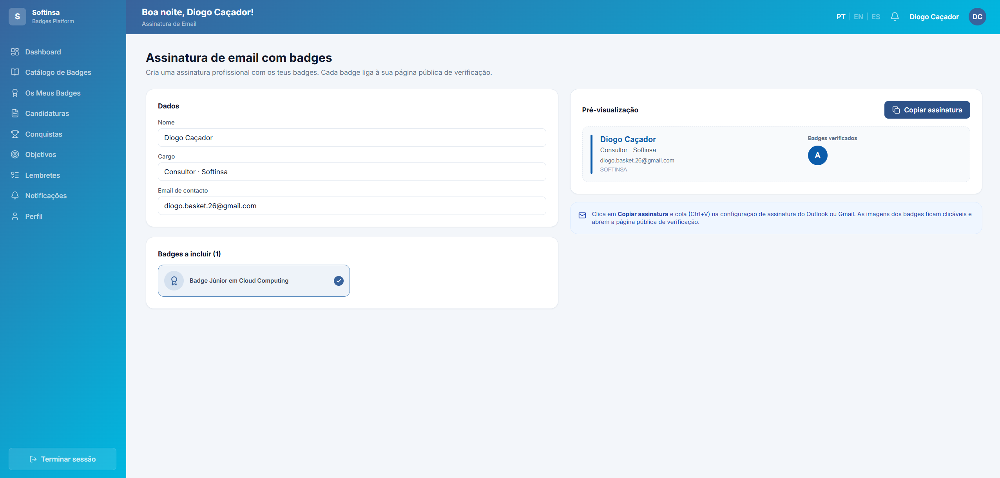 S
Softinsa
Badges Platform
Dashboard
Catálogo de Badges
Os Meus Badges
Candidaturas
Conquistas
Objetivos
Lembretes
Notificações
Perfil
Terminar sessão
Boa noite, Diogo Caçador!
Assinatura de Email
PT EN ES Diogo Caçador DC
Assinatura de email com badges
Cria uma assinatura profissional com os teus badges. Cada badge liga à sua página pública de verificação.
Dados
Nome
Diogo Caçador
Cargo
Consultor · Softinsa
Email de contacto
diogo.basket.26@gmail.com
Badges a incluir (1)
Badge Júnior em Cloud Computing
Pré-visualização
Copiar assinatura
Diogo Caçador
Consultor · Softinsa
diogo.basket.26@gmail.com
SOFTINSA
Badges verificados
A
Clica em Copiar assinatura e cola (Ctrl+V) na configuração de assinatura do Outlook ou Gmail. As imagens dos badges ficam clicáveis e
abrem a página pública de verificação.